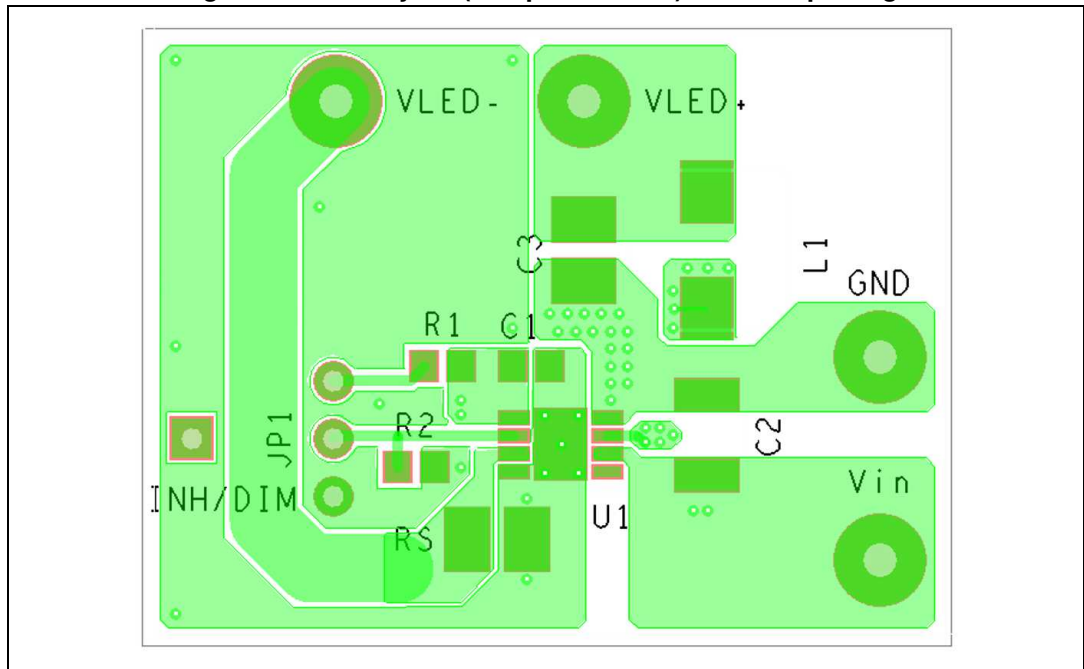 VLED-
VLED+
C3
L1
GND
R1
C1
JP1
R2
C2
INH/DIM
Vin
U1
RS